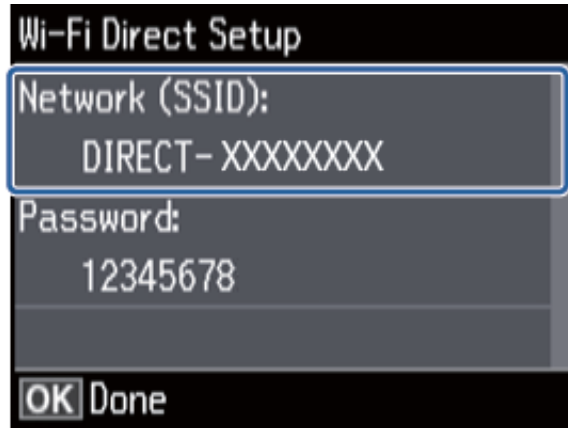 Wi-Fi Direct Setup
Network (SSID):
DIRECT-XXXXXXXX
Password:
12345678
OK Done